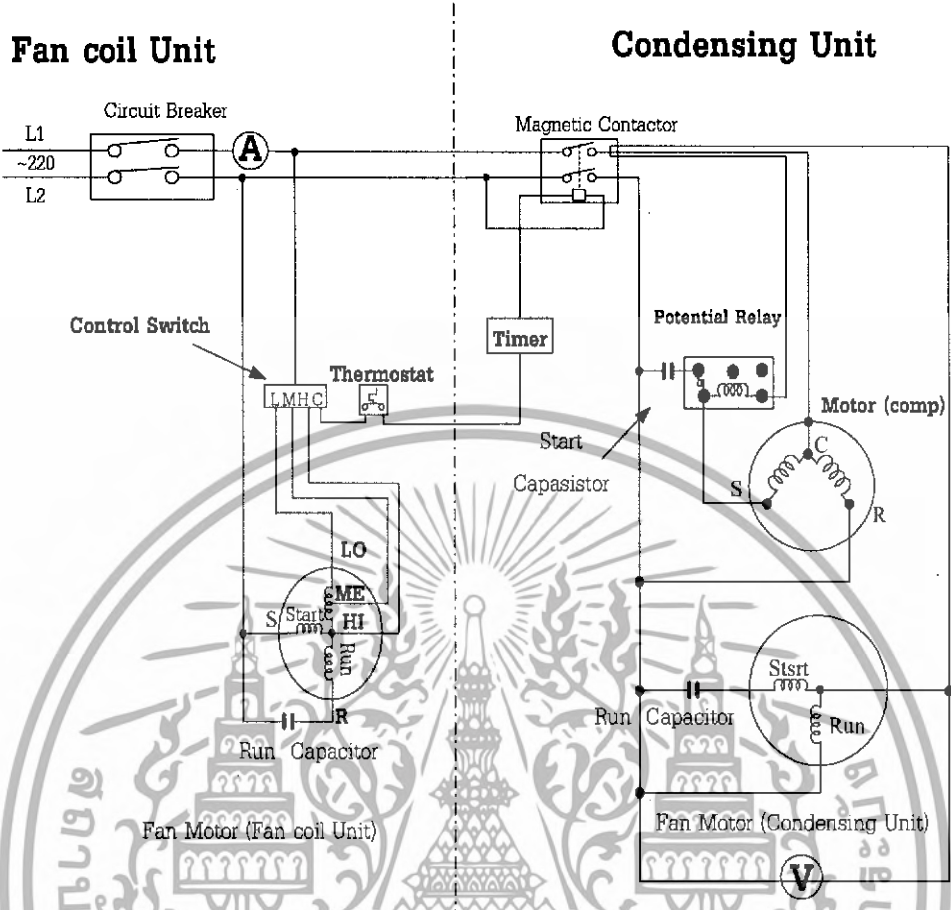 Fan coil Unit
Condensing Unit
Circuit Breaker
Magnetic Contactor
L1
~220
L2
A
Control Switch
Thermostat
Timer
Potential Relay
LMHC
Motor (comp)
Start
Capasistor
C
S
R
LO
ME
S
Start
HI
Run
R
Run Capacitor
Stsrt
Run Capacitor
Run
Fan Motor (Fan coil Unit)
Fan Motor (Condensing Unit)
V